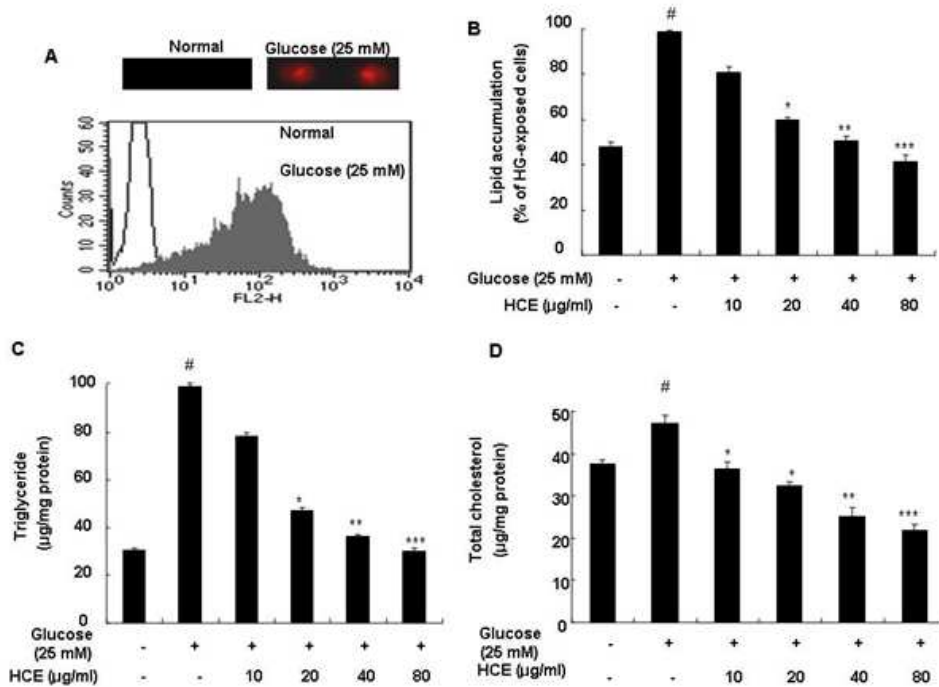 A
Normal
Glucose (25 mM)
Normal
Glucose (25 mM)
Counts
60
50
40
30
20
10
0
10⁰ 10¹ 10² 10³ 10⁴
FL2-H
B
#
Lipid accumulation
(% of HG-exposed cells)
100
80
60
40
20
0
*
**
***
Glucose (25 mM) - + + + + +
HCE (µg/ml) - - 10 20 40 80
C
#
Triglyceride
(µg/mg protein)
100
80
60
40
20
0
*
**
***
Glucose
(25 mM) - + + + + +
HCE (µg/ml) - - 10 20 40 80
D
#
Total cholesterol
(µg/mg protein)
50
40
30
20
10
0
*
*
**
***
Glucose
(25 mM) - + + + + +
HCE (µg/ml) - - 10 20 40 80